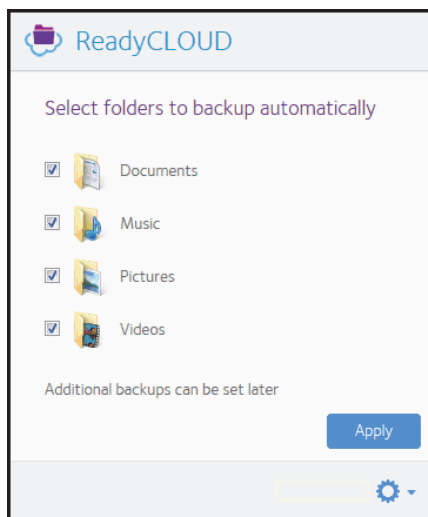 ReadyCLOUD
Select folders to backup automatically
Documents
Music
Pictures
Videos
Additional backups can be set later
Apply